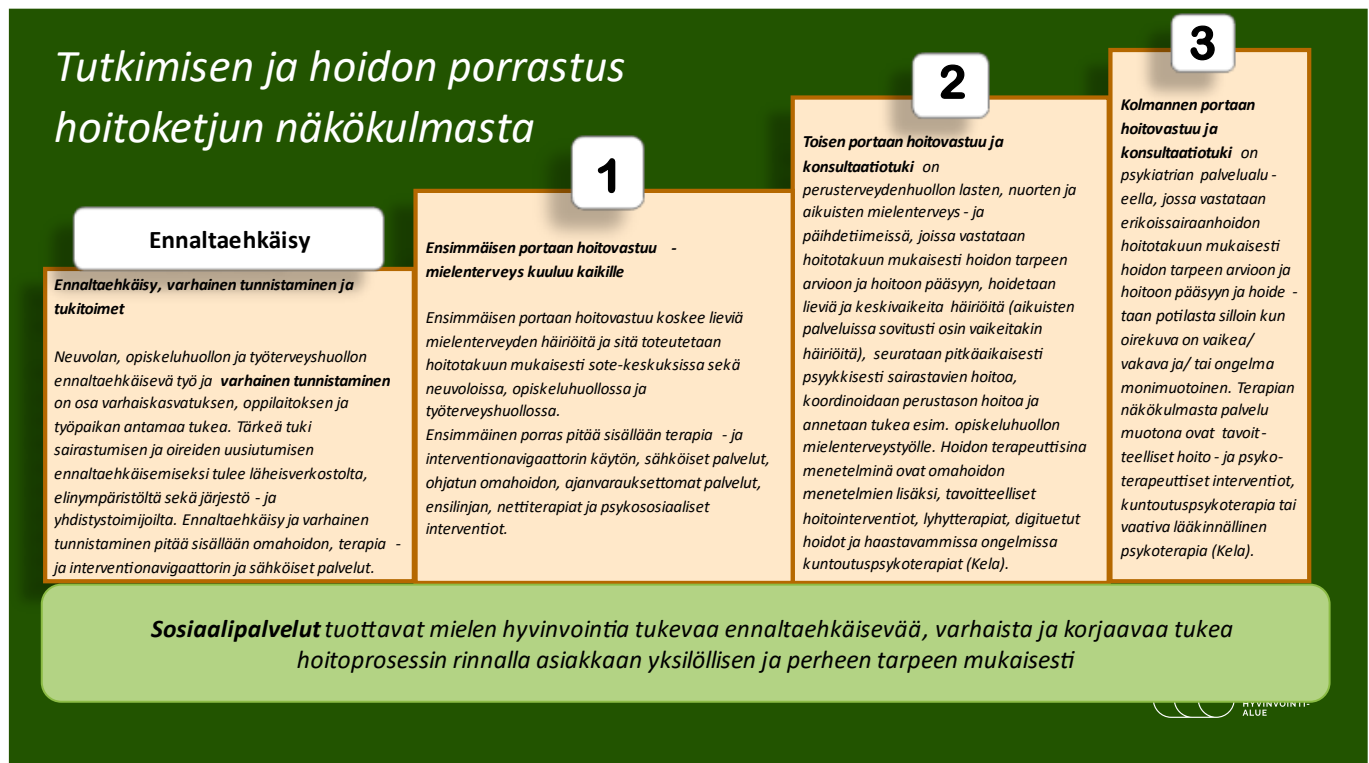 Tutkimisen ja hoidon porrastus
hoitoketjun näkökulmasta
Ennaltaehkäisy
Ennaltaehkäisy, varhainen tunnistaminen ja
tukitoimet
Neuvolan, opiskeluhuollon ja työterveyshuollon
ennaltaehkäisevä työ ja varhainen tunnistaminen
on osa varhaiskasvatuksen, oppilaitoksen ja
työpaikan antamaa tukea. Tärkeä tuki
sairastumisen ja oireiden uusiutumisen
ennaltaehkäisemiseksi tulee läheisverkostolta,
elinympäristöltä sekä järjestö - ja
yhdistystoimijoilta. Ennaltaehkäisy ja varhainen
tunnistaminen pitää sisällään omahoidon, terapia -
ja interventionavigaattorin ja sähköiset palvelut.
1
Ensimmäisen portaan hoitovastuu -
mielenterveys kuuluu kaikille
Ensimmäisen portaan hoitovastuu koskee lieviä
mielenterveyden häiriöitä ja sitä toteutetaan
hoitotakuun mukaisesti sote-keskuksissa sekä
neuvoloissa, opiskeluhuollossa ja
työterveyshuollossa.
Ensimmäinen porras pitää sisällään terapia - ja
interventionavigaattorin käytön, sähköiset palvelut,
ohjatun omahoidon, ajanvarauksettomat palvelut,
ensilinjan, nettiterapiat ja psykososiaaliset
interventiot.
2
Toisen portaan hoitovastuu ja
konsultaatiotuki on
perusterveydenhuollon lasten, nuorten ja
aikuisten mielenterveys - ja
päihdetiimeissä, joissa vastataan
hoitotakuun mukaisesti hoidon tarpeen
arvioon ja hoitoon pääsyyn, hoidetaan
lieviä ja keskivaikeita häiriöitä (aikuisten
palveluissa sovitusti osin vaikeitakin
häiriöitä), seurataan pitkäaikaisesti
psyykkisesti sairastavien hoitoa,
koordinoidaan perustason hoitoa ja
annetaan tukea esim. opiskeluhuollon
mielenterveystyölle. Hoidon terapeuttisina
menetelminä ovat omahoidon
menetelmien lisäksi, tavoitteelliset
hoitointerventiot, lyhytterapiat, digituetut
hoidot ja haastavammissa ongelmissa
kuntoutuspsykoterapiat (Kela).
3
Kolmannen portaan
hoitovastuu ja
konsultaatiotuki on
psykiatrian palvelualu -
eella, jossa vastataan
erikoissairaanhoidon
hoitotakuun mukaisesti
hoidon tarpeen arvioon ja
hoitoon pääsyyn ja hoide -
taan potilasta silloin kun
oirekuva on vaikea/
vakava ja/ tai ongelma
monimuotoinen. Terapian
näkökulmasta palvelu
muotona ovat tavoit-
teelliset hoito - ja psyko-
terapeuttiset interventiot,
kuntoutuspsykoterapia tai
vaativa lääkinnällinen
psykoterapia (Kela).
Sosiaalipalvelut tuottavat mielen hyvinvointia tukevaa ennaltaehkäisevää, varhaista ja korjaavaa tukea
hoitoprosessin rinnalla asiakkaan yksilöllisen ja perheen tarpeen mukaisesti
HYVINVOINTI-
ALUE